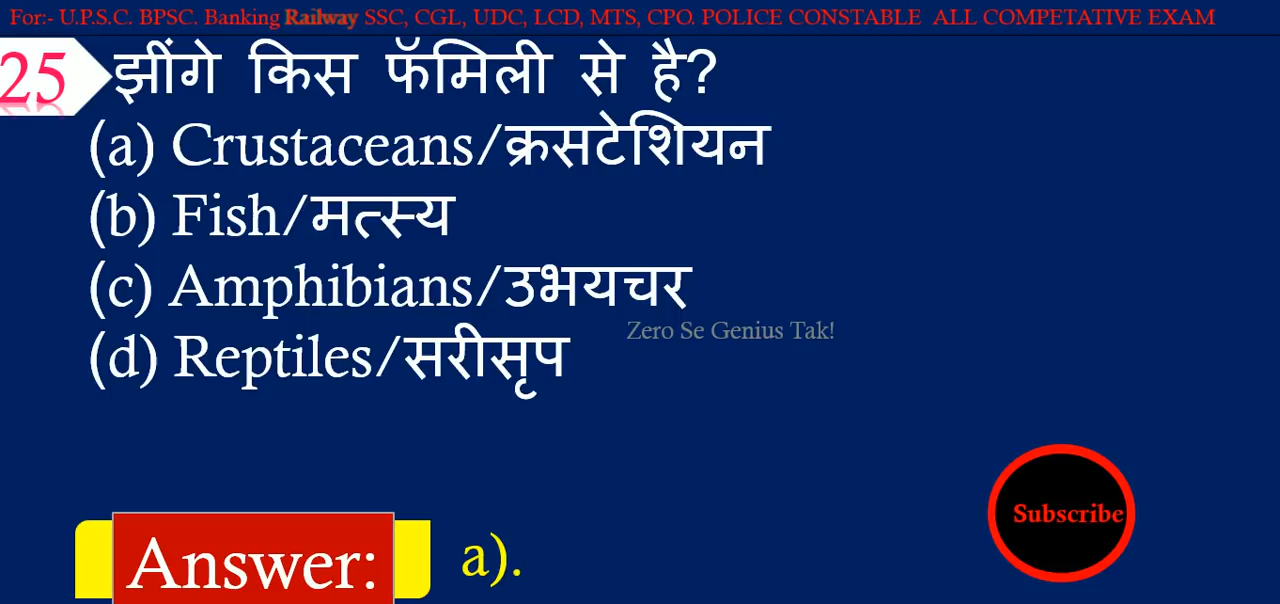 For:- U.P.S.C. BPSC. Banking Railway SSC, CGL, UDC, LCD, MTS, CPO. POLICE CONSTABLE ALL COMPETATIVE EXAM
25 झींगे किस फॅमिली से है?
(a) Crustaceans/क्रसटेशियन
(b) Fish/मत्स्य
(c) Amphibians/उभयचर
Zero Se Genius Tak!
(d) Reptiles/सरीसृप
Subscribe
Answer: a).